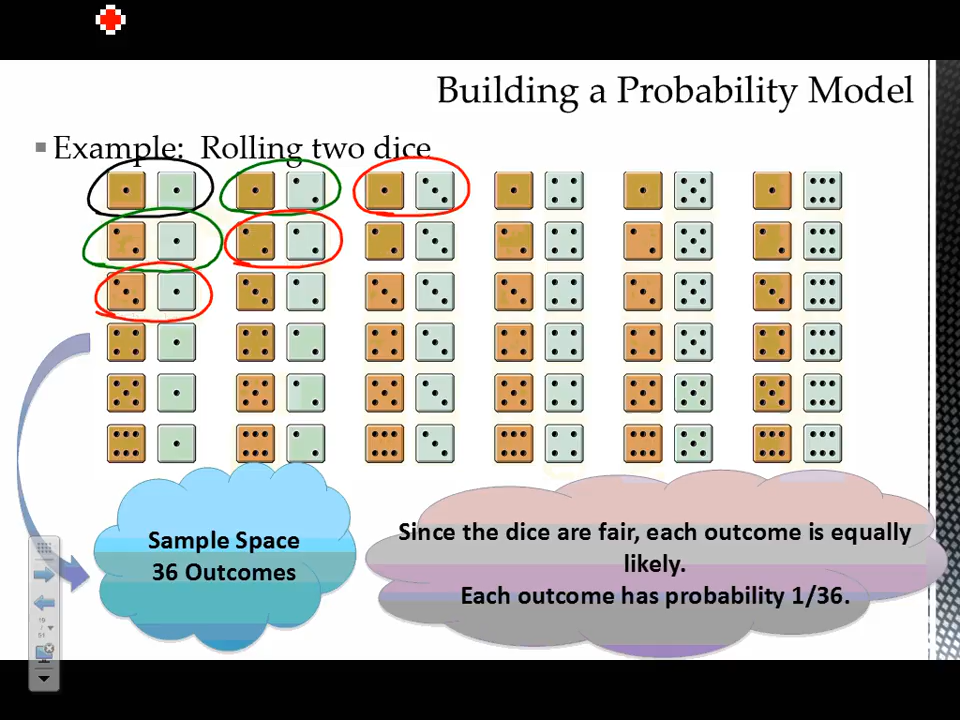 Building a Probability Model
Example: Rolling two dice
Sample Space
36 Outcomes
Since the dice are fair, each outcome is equally
likely.
Each outcome has probability 1/36.